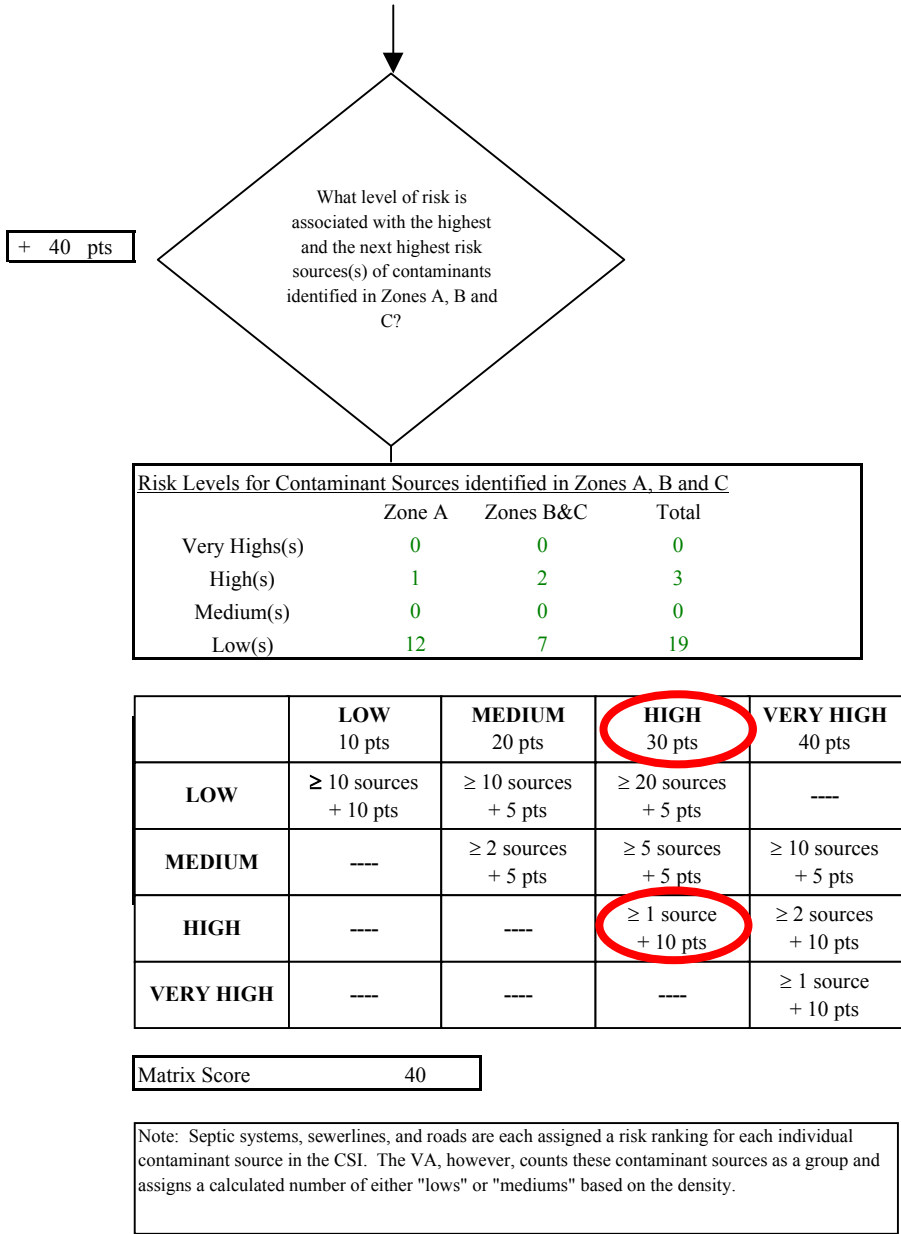 What level of risk is
associated with the highest
and the next highest risk
sources(s) of contaminants
identified in Zones A, B and
C?
+ 40 pts
Risk Levels for Contaminant Sources identified in Zones A, B and C
Zone A Zones B&C Total
Very Highs(s) 0 0 0
High(s) 1 2 3
Medium(s) 0 0 0
Low(s) 12 7 19
LOW MEDIUM HIGH VERY HIGH
10 pts 20 pts 30 pts 40 pts
LOW ≥ 10 sources ≥ 10 sources ≥ 20 sources ----
+ 10 pts + 5 pts + 5 pts
MEDIUM ---- ≥ 2 sources ≥ 5 sources ≥ 10 sources
+ 5 pts + 5 pts + 5 pts
HIGH ---- ---- ≥ 1 source ≥ 2 sources
+ 10 pts + 10 pts
VERY HIGH ---- ---- ---- ≥ 1 source
+ 10 pts
Matrix Score 40
Note: Septic systems, sewerlines, and roads are each assigned a risk ranking for each individual
contaminant source in the CSI. The VA, however, counts these contaminant sources as a group and
assigns a calculated number of either "lows" or "mediums" based on the density.